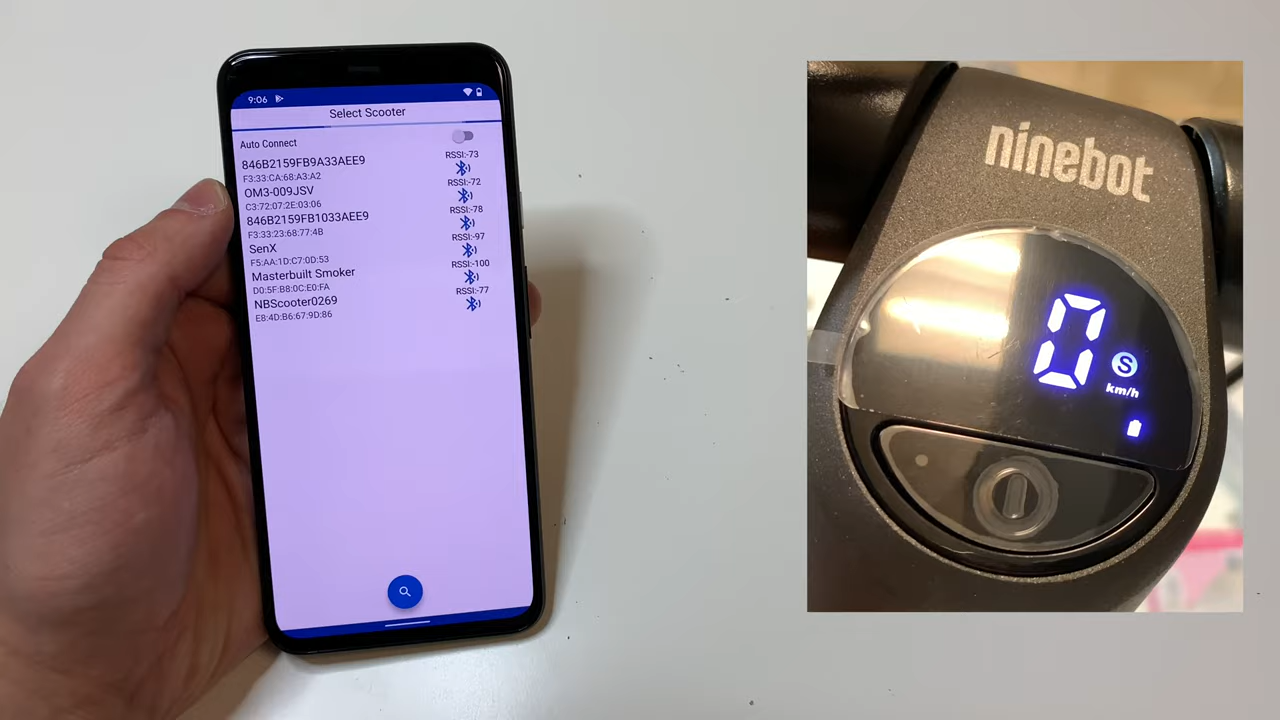 9:06
Select Scooter
Auto Connect
846B2159FB9A33AEE9 RSSI:-73
F3:33:CA:68:A3:A2
OM3-009JSV RSSI:-72
C3:72:07:2E:03:06
846B2159FB1033AEE9 RSSI:-78
F3:33:23:68:77:4B
SenX RSSI:-97
F5:AA:1D:C7:0D:53
Masterbuilt Smoker RSSI:-100
D0:5F:B8:0C:E0:FA
NBScooter0269 RSSI:-77
E8:4D:B6:67:9D:86
ninebot
0
S
km/h